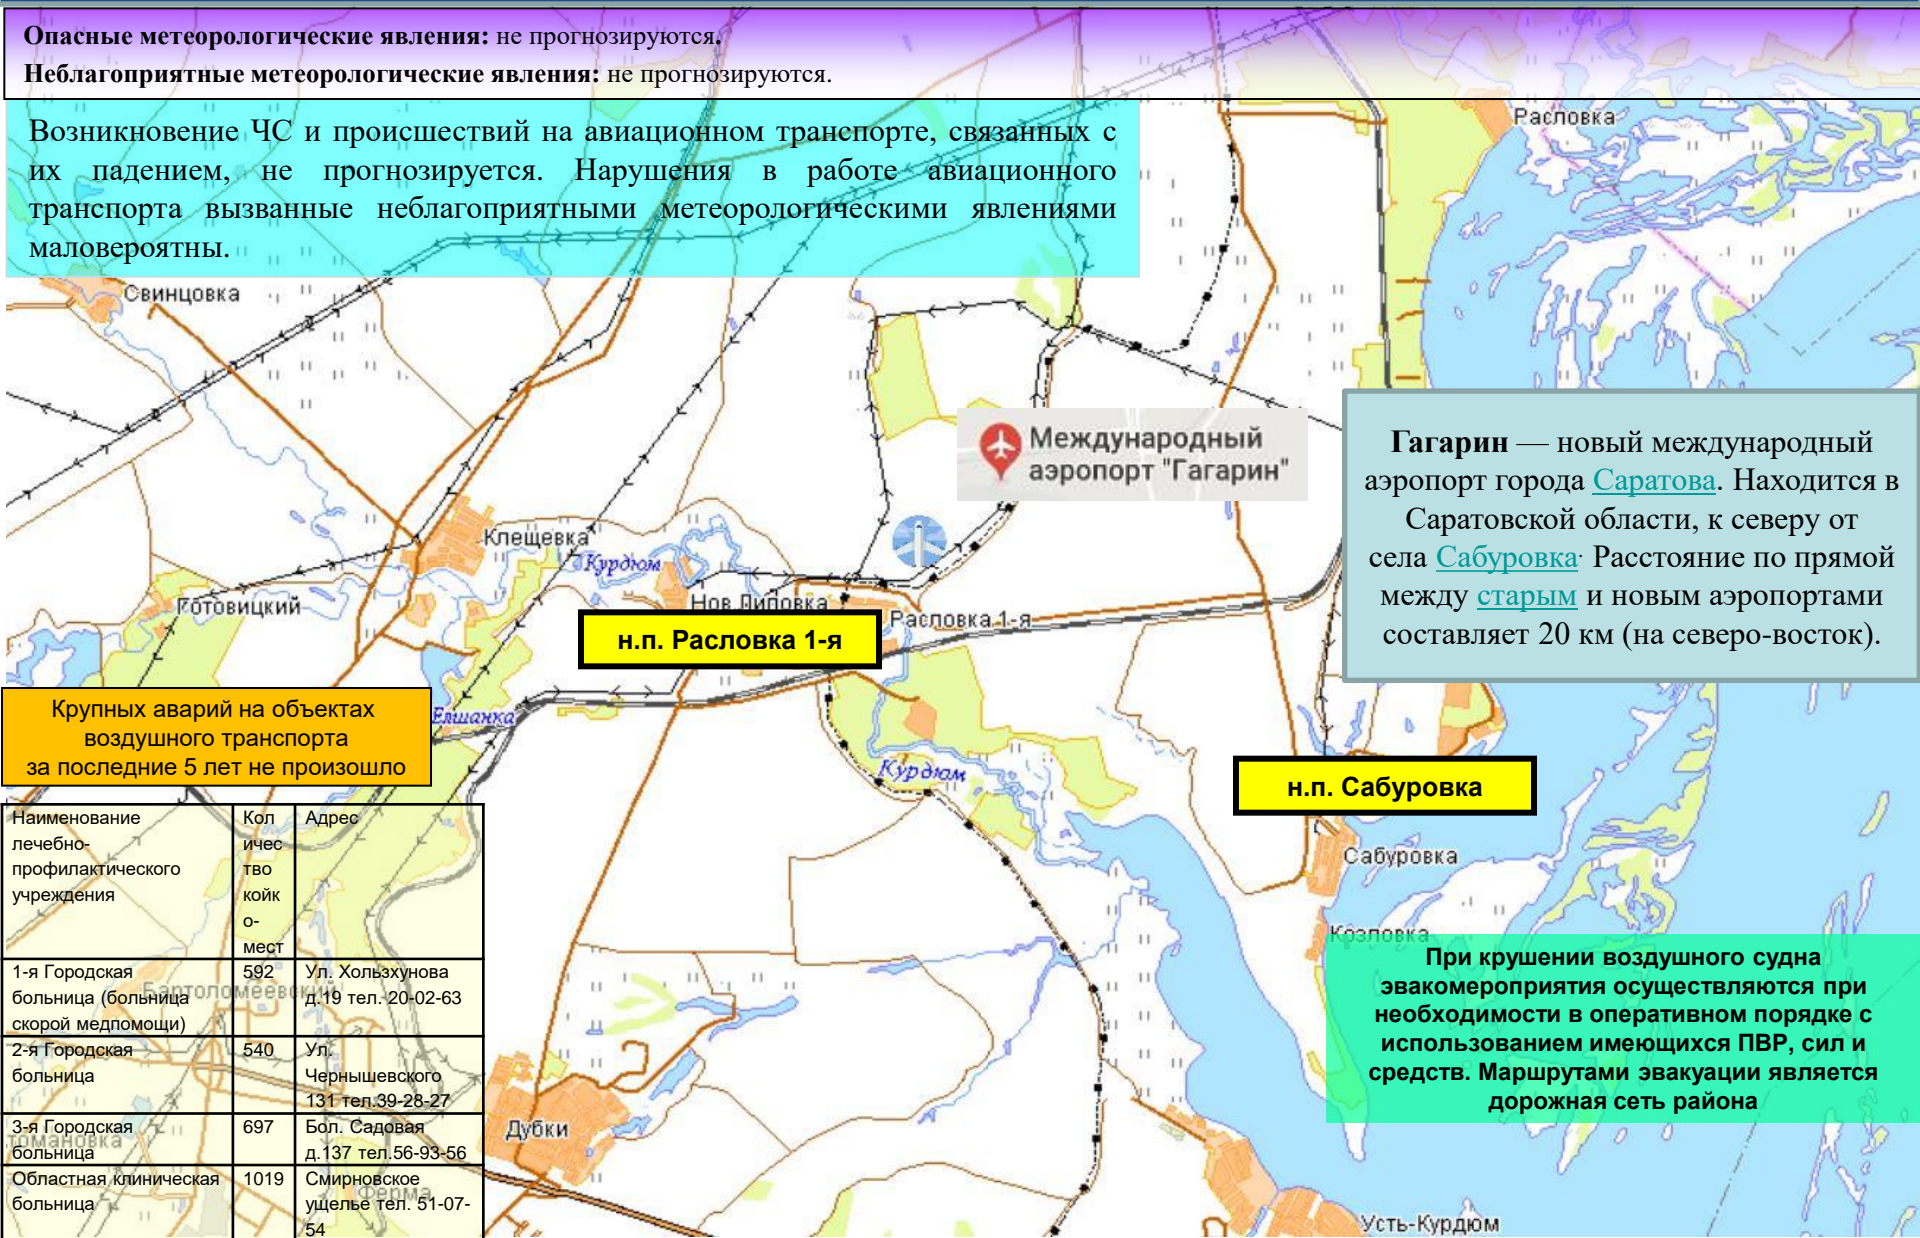 Опасные метеорологические явления: не прогнозируются.
Неблагоприятные метеорологические явления: не прогнозируются.
Возникновение ЧС и происшествий на авиационном транспорте, связанных с
их падением, не прогнозируется. Нарушения в работе авиационного
транспорта вызванные неблагоприятными метеорологическими явлениями
маловероятны.
Расловка
Свинцовка
Международный
аэропорт "Гагарин"
Гагарин — новый международный
аэропорт города Саратова. Находится в
Саратовской области, к северу от
села Сабуровка. Расстояние по прямой
между старым и новым аэропортами
составляет 20 км (на северо-восток).
Клещевка
Курдюм
Готовицкий
Нов.Липовка
Расловка 1-я
н.п. Расловка 1-я
Елшанка
Крупных аварий на объектах
воздушного транспорта
за последние 5 лет не произошло
Курдюм
н.п. Сабуровка
Сабуровка
Козловка
При крушении воздушного судна
эвакомероприятия осуществляются при
необходимости в оперативном порядке с
использованием имеющихся ПВР, сил и
средств. Маршрутами эвакуации является
дорожная сеть района
Наименование
лечебно-
профилактического
учреждения
Кол
ичес
тво
койк
о-
мест
Адрес
1-я Городская
больница (больница
скорой медпомощи)
592
Ул. Хользхунова
д.19 тел. 20-02-63
Бартоломеевский
2-я Городская
больница
540
Ул.
Чернышевского
131 тел.39-28-27
3-я Городская
больница
697
Бол. Садовая
д.137 тел.56-93-56
томановка
Областная клиническая
больница
1019
Смирновское
ущелье тел. 51-07-
54
Ферма
Дубки
Усть-Курдюм